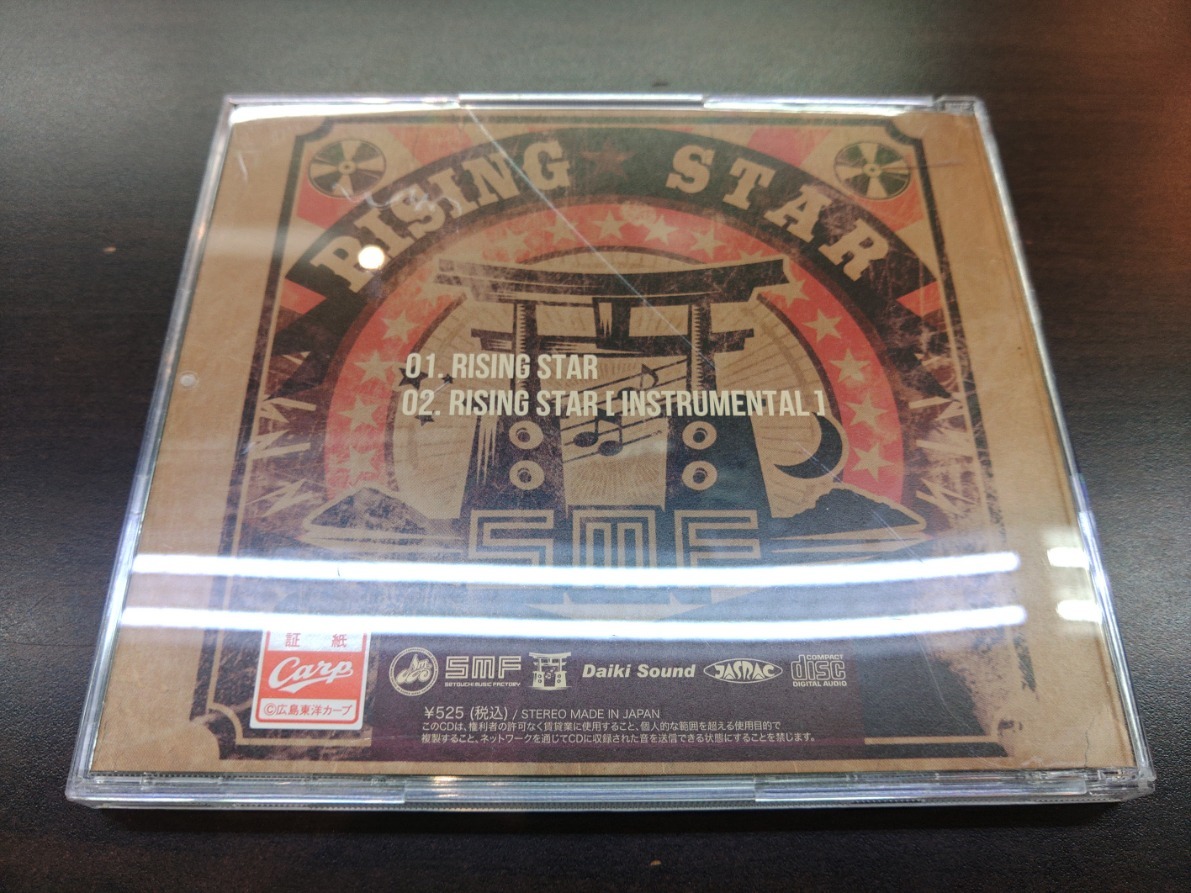 RISING STAR
01. RISING STAR
02. RISING STAR [ INSTRUMENTAL ]
SMF
証 紙
Carp
©広島東洋カープ
SMF
SETOUCHI MUSIC FACTORY
Daiki Sound
JASRAC
COMPACT
disc
DIGITAL AUDIO
¥525 (税込) / STEREO MADE IN JAPAN
このCDは、権利者の許可なく賃貸業に使用すること、個人的な範囲を超える使用目的で
複製すること、ネットワークを通じてCDに収録された音を送信できる状態にすることを禁じます。